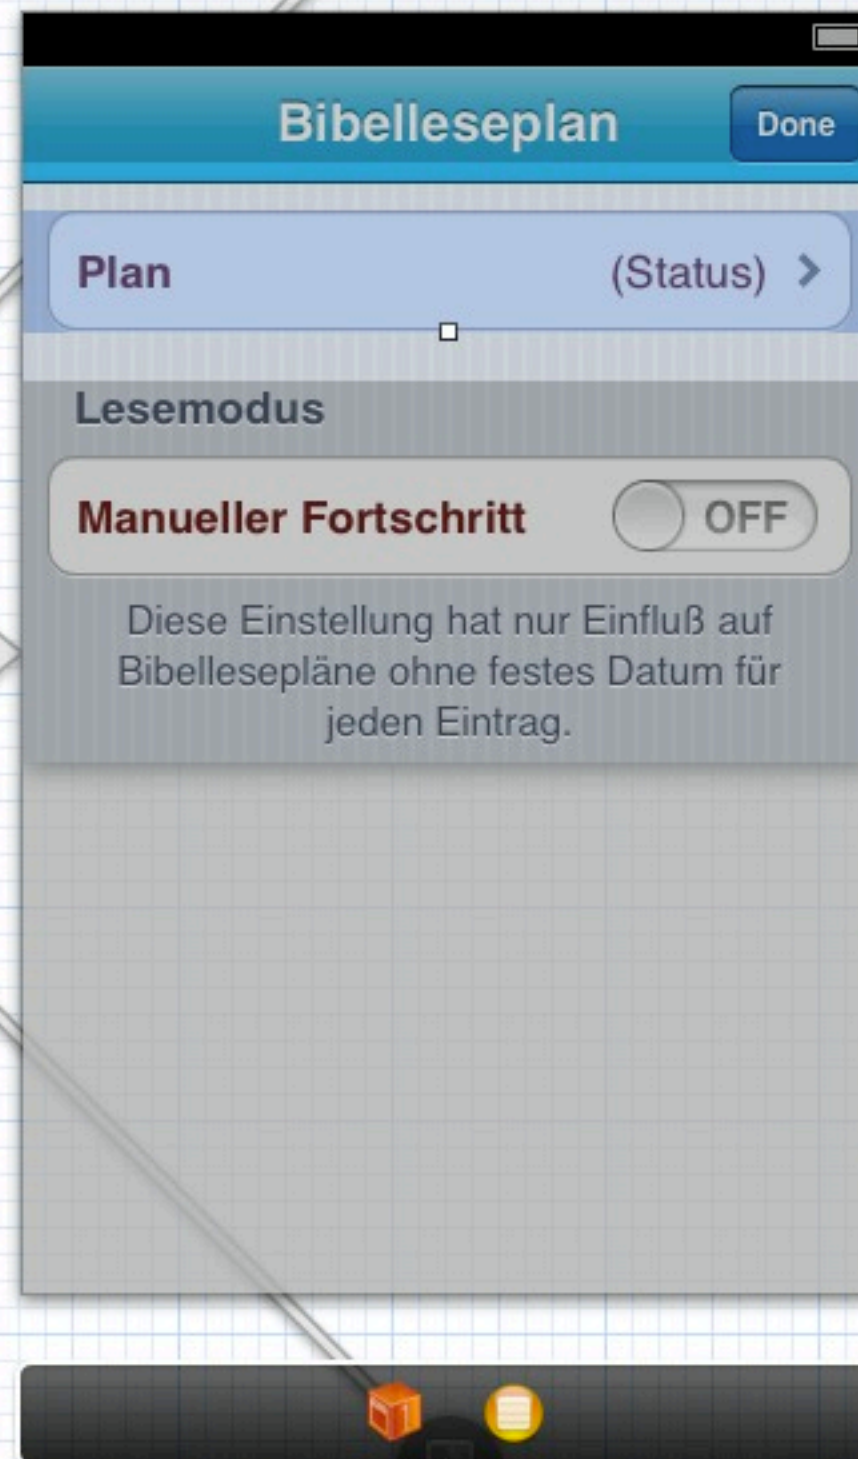 Bibelleseplan
Done
Plan (Status)
Lesemodus
Manueller Fortschritt OFF
Diese Einstellung hat nur Einfluß auf
Bibellesepläne ohne festes Datum für
jeden Eintrag.
1